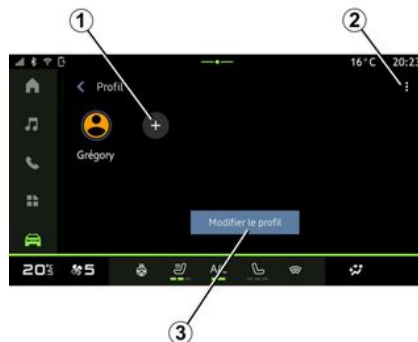 1
2
16°C 20:23
Profil
Grégory
Modifier le profil
20.5 5 A/C
3